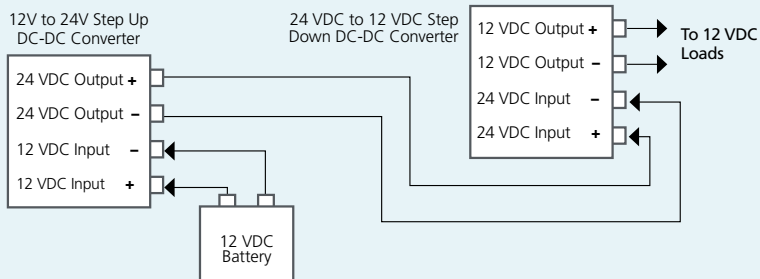 12V to 24V Step Up
DC-DC Converter
24 VDC Output +
24 VDC Output –
12 VDC Input –
12 VDC Input +
12 VDC
Battery
24 VDC to 12 VDC Step
Down DC-DC Converter
12 VDC Output +
12 VDC Output –
24 VDC Input –
24 VDC Input +
To 12 VDC
Loads